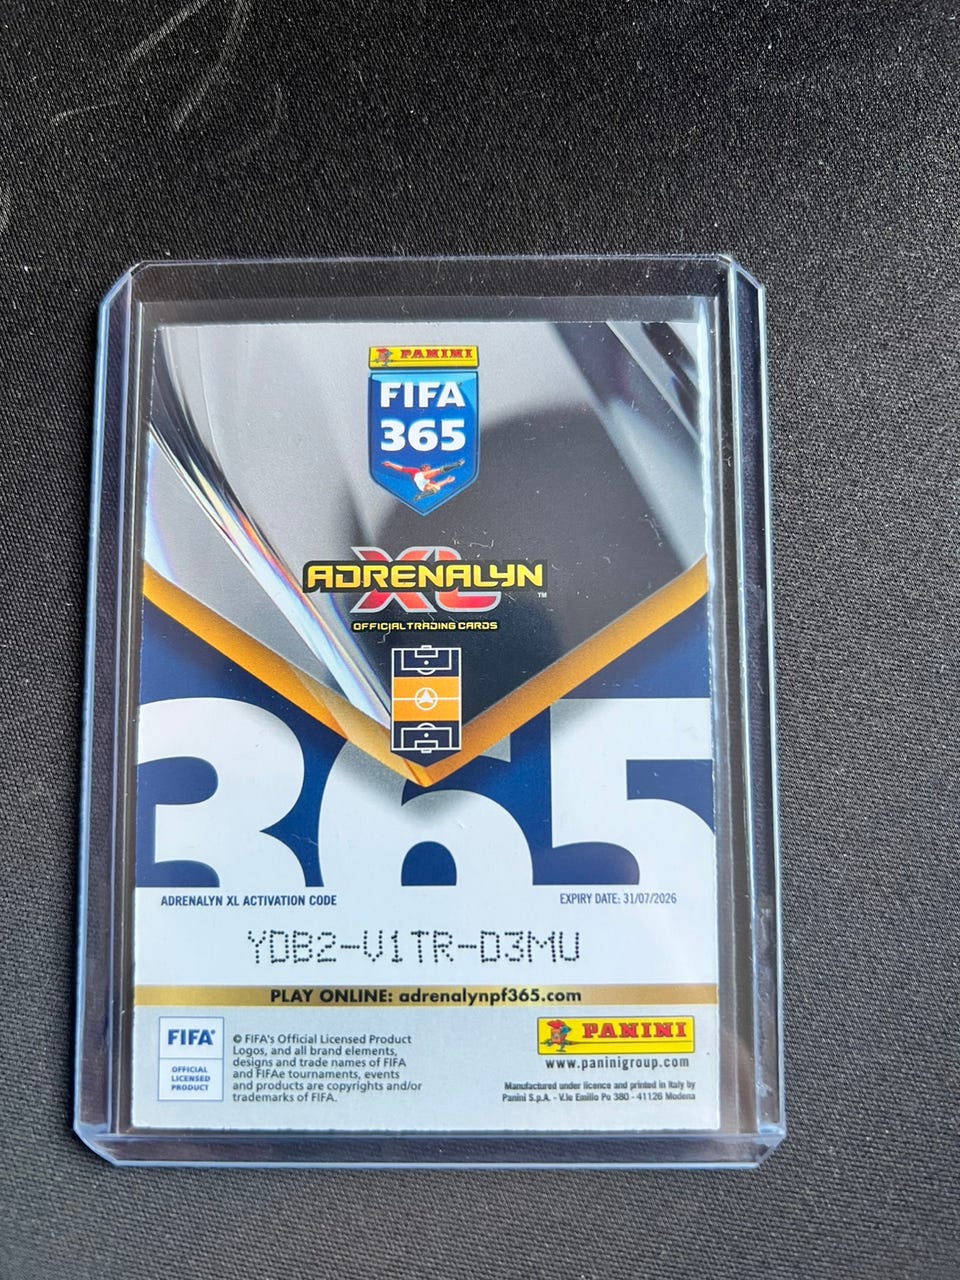 PANINI
FIFA
365
ADRENALYN XL™
OFFICIAL TRADING CARDS
365
ADRENALYN XL ACTIVATION CODE
EXPIRY DATE: 31/07/2026
YDB2-V1TR-D3MU
PLAY ONLINE: adrenalynpf365.com
FIFA®
OFFICIAL
LICENSED
PRODUCT
© FIFA's Official Licensed Product
Logos, and all brand elements,
designs and trade names of FIFA
and FIFAe tournaments, events
and products are copyrights and/or
trademarks of FIFA.
PANINI
www.paninigroup.com
Manufactured under licence and printed in Italy by
Panini S.p.A. - V.le Emilio Po 380 - 41126 Modena